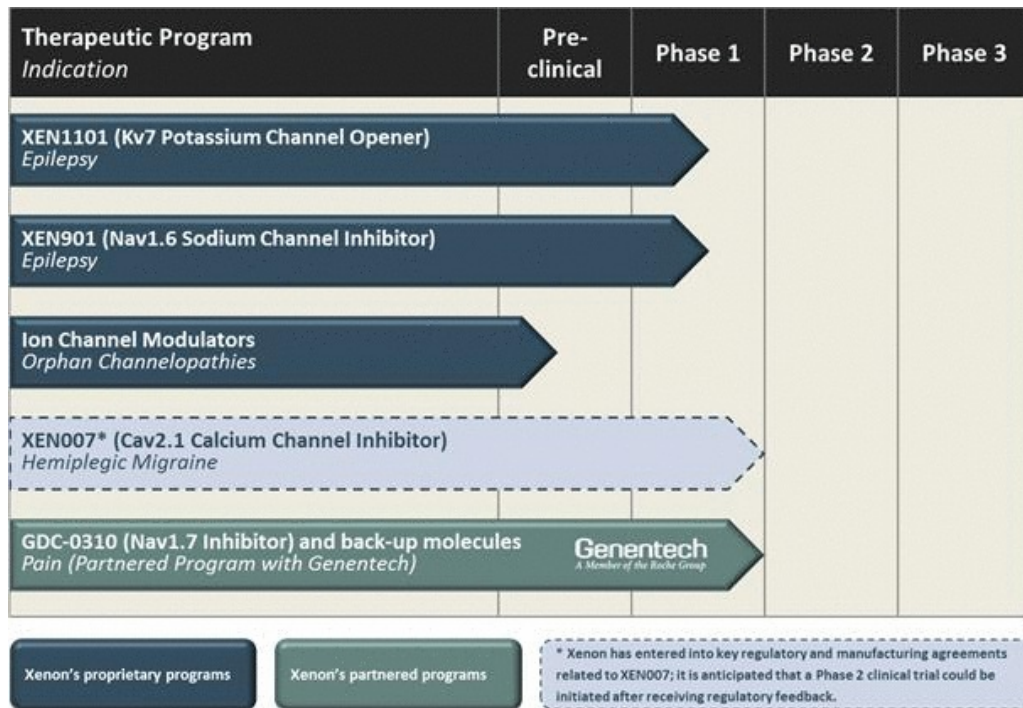 Therapeutic Program
Indication
Pre-
clinical
Phase 1
Phase 2
Phase 3
XEN1101 (Kv7 Potassium Channel Opener)
Epilepsy
XEN901 (Nav1.6 Sodium Channel Inhibitor)
Epilepsy
Ion Channel Modulators
Orphan Channelopathies
XEN007* (Cav2.1 Calcium Channel Inhibitor)
Hemiplegic Migraine
GDC-0310 (Nav1.7 Inhibitor) and back-up molecules
Pain (Partnered Program with Genentech)
Genentech
A Member of the Roche Group
Xenon's proprietary programs
Xenon's partnered programs
* Xenon has entered into key regulatory and manufacturing agreements
related to XEN007; it is anticipated that a Phase 2 clinical trial could be
initiated after receiving regulatory feedback.